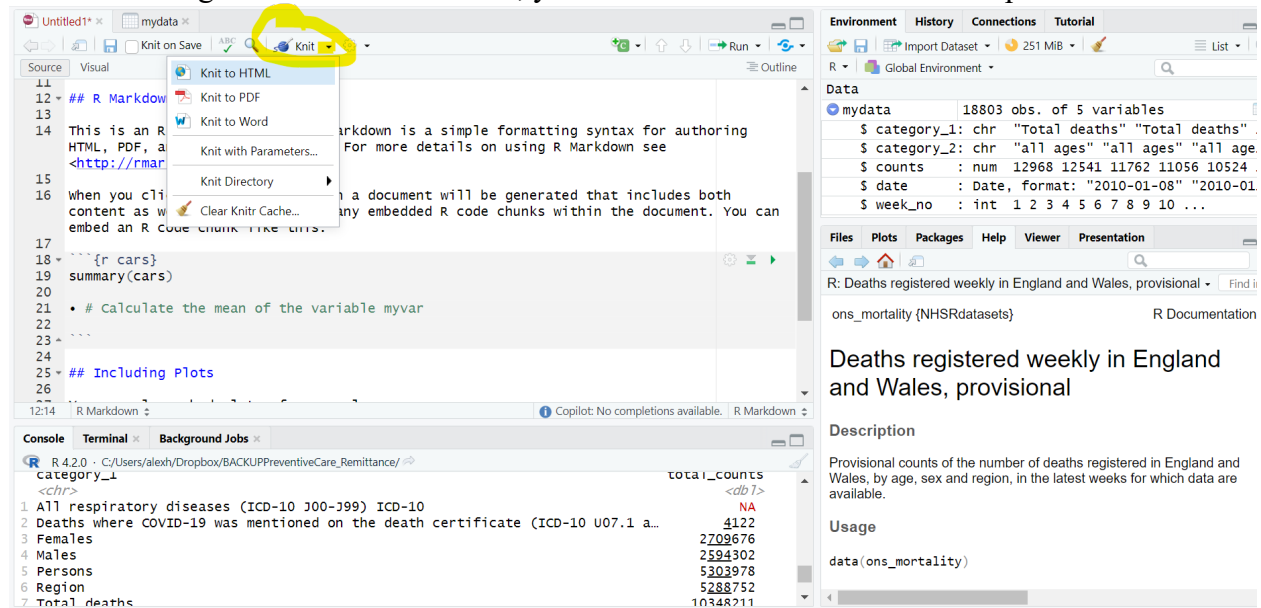 Untitled1* × mydata ×
Knit on Save ABC Knit Run
Source Visual Outline
Knit to HTML
Knit to PDF
Knit to Word
Knit with Parameters...
Knit Directory
Clear Knitr Cache...
11
12 ## R Markdow
13
14 This is an R arkdown is a simple formatting syntax for authoring
HTML, PDF, a For more details on using R Markdown see
<http://rmar
15
16 When you cli a document will be generated that includes both
content as w any embedded R code chunks within the document. You can
embed an R code chunk like this:
17
18 ```{r cars}
19 summary(cars)
20
21 • # Calculate the mean of the variable myvar
22
23 ```
24
25 ## Including Plots
26
12:14 R Markdown Copilot: No completions available. R Markdown
Console Terminal × Background Jobs ×
R 4.2.0 · C:/Users/alexh/Dropbox/BACKUPPreventiveCare_Remittance/
category_1 total_counts
<chr> <dbl>
1 All respiratory diseases (ICD-10 J00-J99) ICD-10 NA
2 Deaths where COVID-19 was mentioned on the death certificate (ICD-10 U07.1 a… 4122
3 Females 2709676
4 Males 2594302
5 Persons 5303978
6 Region 5288752
7 Total deaths 10348211
Environment History Connections Tutorial
Import Dataset 251 MiB List
R Global Environment
Data
mydata 18803 obs. of 5 variables
$ category_1: chr "Total deaths" "Total deaths" .
$ category_2: chr "all ages" "all ages" "all age.
$ counts : num 12968 12541 11762 11056 10524 .
$ date : Date, format: "2010-01-08" "2010-01.
$ week_no : int 1 2 3 4 5 6 7 8 9 10 ...
Files Plots Packages Help Viewer Presentation
R: Deaths registered weekly in England and Wales, provisional Find i
ons_mortality {NHSRdatasets} R Documentation
Deaths registered weekly in England
and Wales, provisional
Description
Provisional counts of the number of deaths registered in England and
Wales, by age, sex and region, in the latest weeks for which data are
available.
Usage
data(ons_mortality)